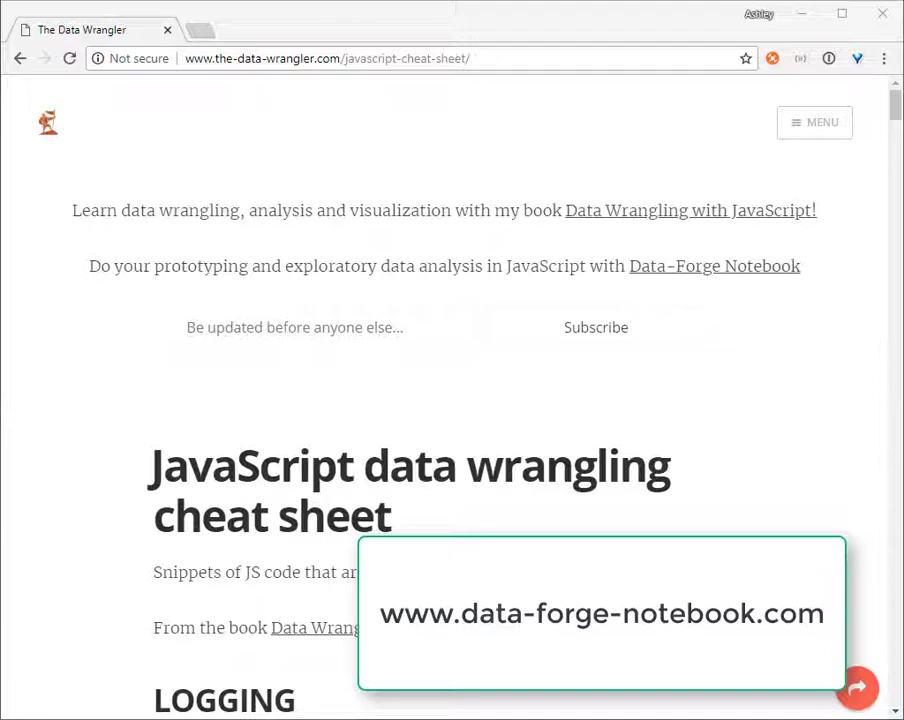 Ashley
The Data Wrangler
Not secure
www.the-data-wrangler.com/javascript-cheat-sheet/
MENU
Learn data wrangling, analysis and visualization with my book Data Wrangling with JavaScript!
Do your prototyping and exploratory data analysis in JavaScript with Data-Forge Notebook
Be updated before anyone else...
Subscribe
JavaScript data wrangling
cheat sheet
Snippets of JS code that
From the book Data
www.data-forge-notebook.com
LOGGING